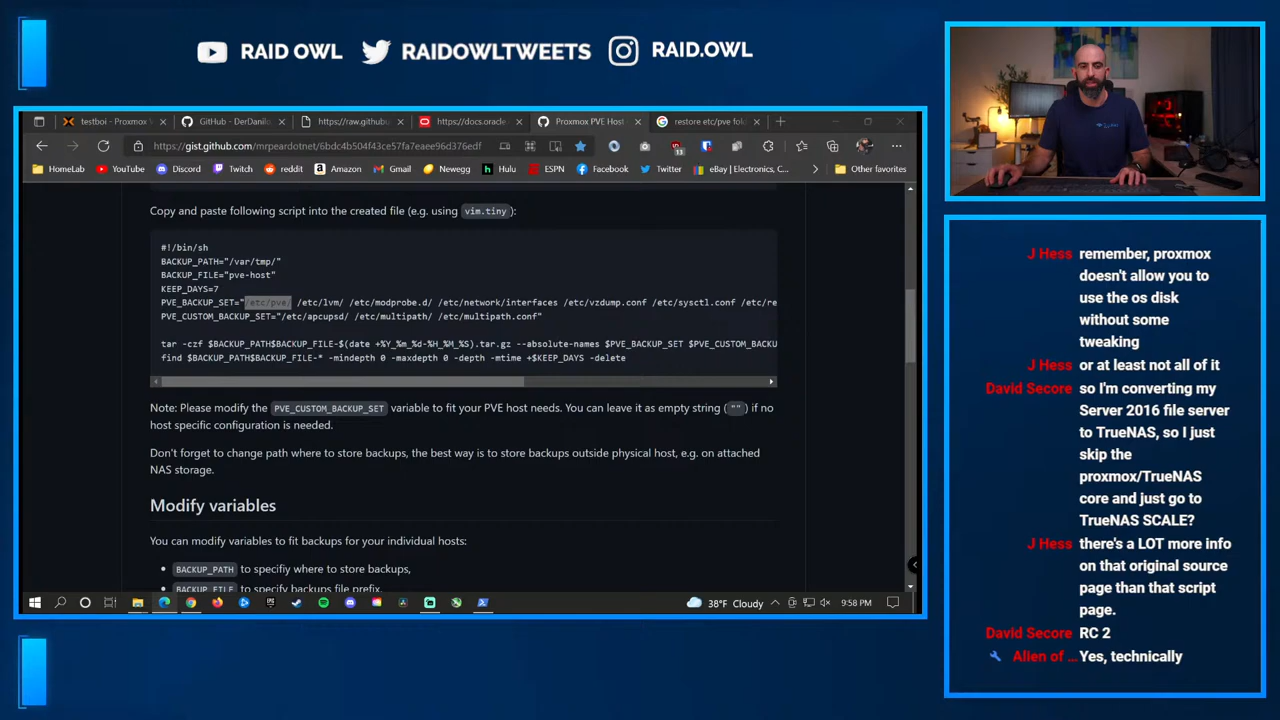 RAID OWL
RAIDOWLTWEETS
RAID.OWL
testboi - Proxmox V
GitHub - DerDanilo
https://raw.githubu
https://docs.oracle
Proxmox PVE Host
restore etc/pve fold
https://gist.github.com/mrpeardotnet/6bdc4b504f43ce57fa7eaee96d376edf
13
HomeLab
YouTube
Discord
Twitch
reddit
Amazon
Gmail
Newegg
Hulu
ESPN
Facebook
Twitter
eBay | Electronics, C...
Other favorites
Copy and paste following script into the created file (e.g. using vim.tiny):
#!/bin/sh
BACKUP_PATH="/var/tmp/"
BACKUP_FILE="pve-host"
KEEP_DAYS=7
PVE_BACKUP_SET="/etc/pve/ /etc/lvm/ /etc/modprobe.d/ /etc/network/interfaces /etc/vzdump.conf /etc/sysctl.conf /etc/re
PVE_CUSTOM_BACKUP_SET="/etc/apcupsd/ /etc/multipath/ /etc/multipath.conf"
tar -czf $BACKUP_PATH$BACKUP_FILE-$(date +%Y_%m_%d-%H_%M_%S).tar.gz --absolute-names $PVE_BACKUP_SET $PVE_CUSTOM_BACKU
find $BACKUP_PATH$BACKUP_FILE-* -mindepth 0 -maxdepth 0 -depth -mtime +$KEEP_DAYS -delete
Note: Please modify the PVE_CUSTOM_BACKUP_SET variable to fit your PVE host needs. You can leave it as empty string ("") if no
host specific configuration is needed.
Don't forget to change path where to store backups, the best way is to store backups outside physical host, e.g. on attached
NAS storage.
Modify variables
You can modify variables to fit backups for your individual hosts:
BACKUP_PATH to specifiy where to store backups,
BACKUP_FILE to specify backups file prefix,
38°F Cloudy
9:58 PM
J Hess remember, proxmox
doesn't allow you to
use the os disk
without some
tweaking
J Hess or at least not all of it
David Secore so I'm converting my
Server 2016 file server
to TrueNAS, so I just
skip the
proxmox/TrueNAS
core and just go to
TrueNAS SCALE?
J Hess there's a LOT more info
on that original source
page than that script
page.
David Secore RC 2
Alien of ... Yes, technically